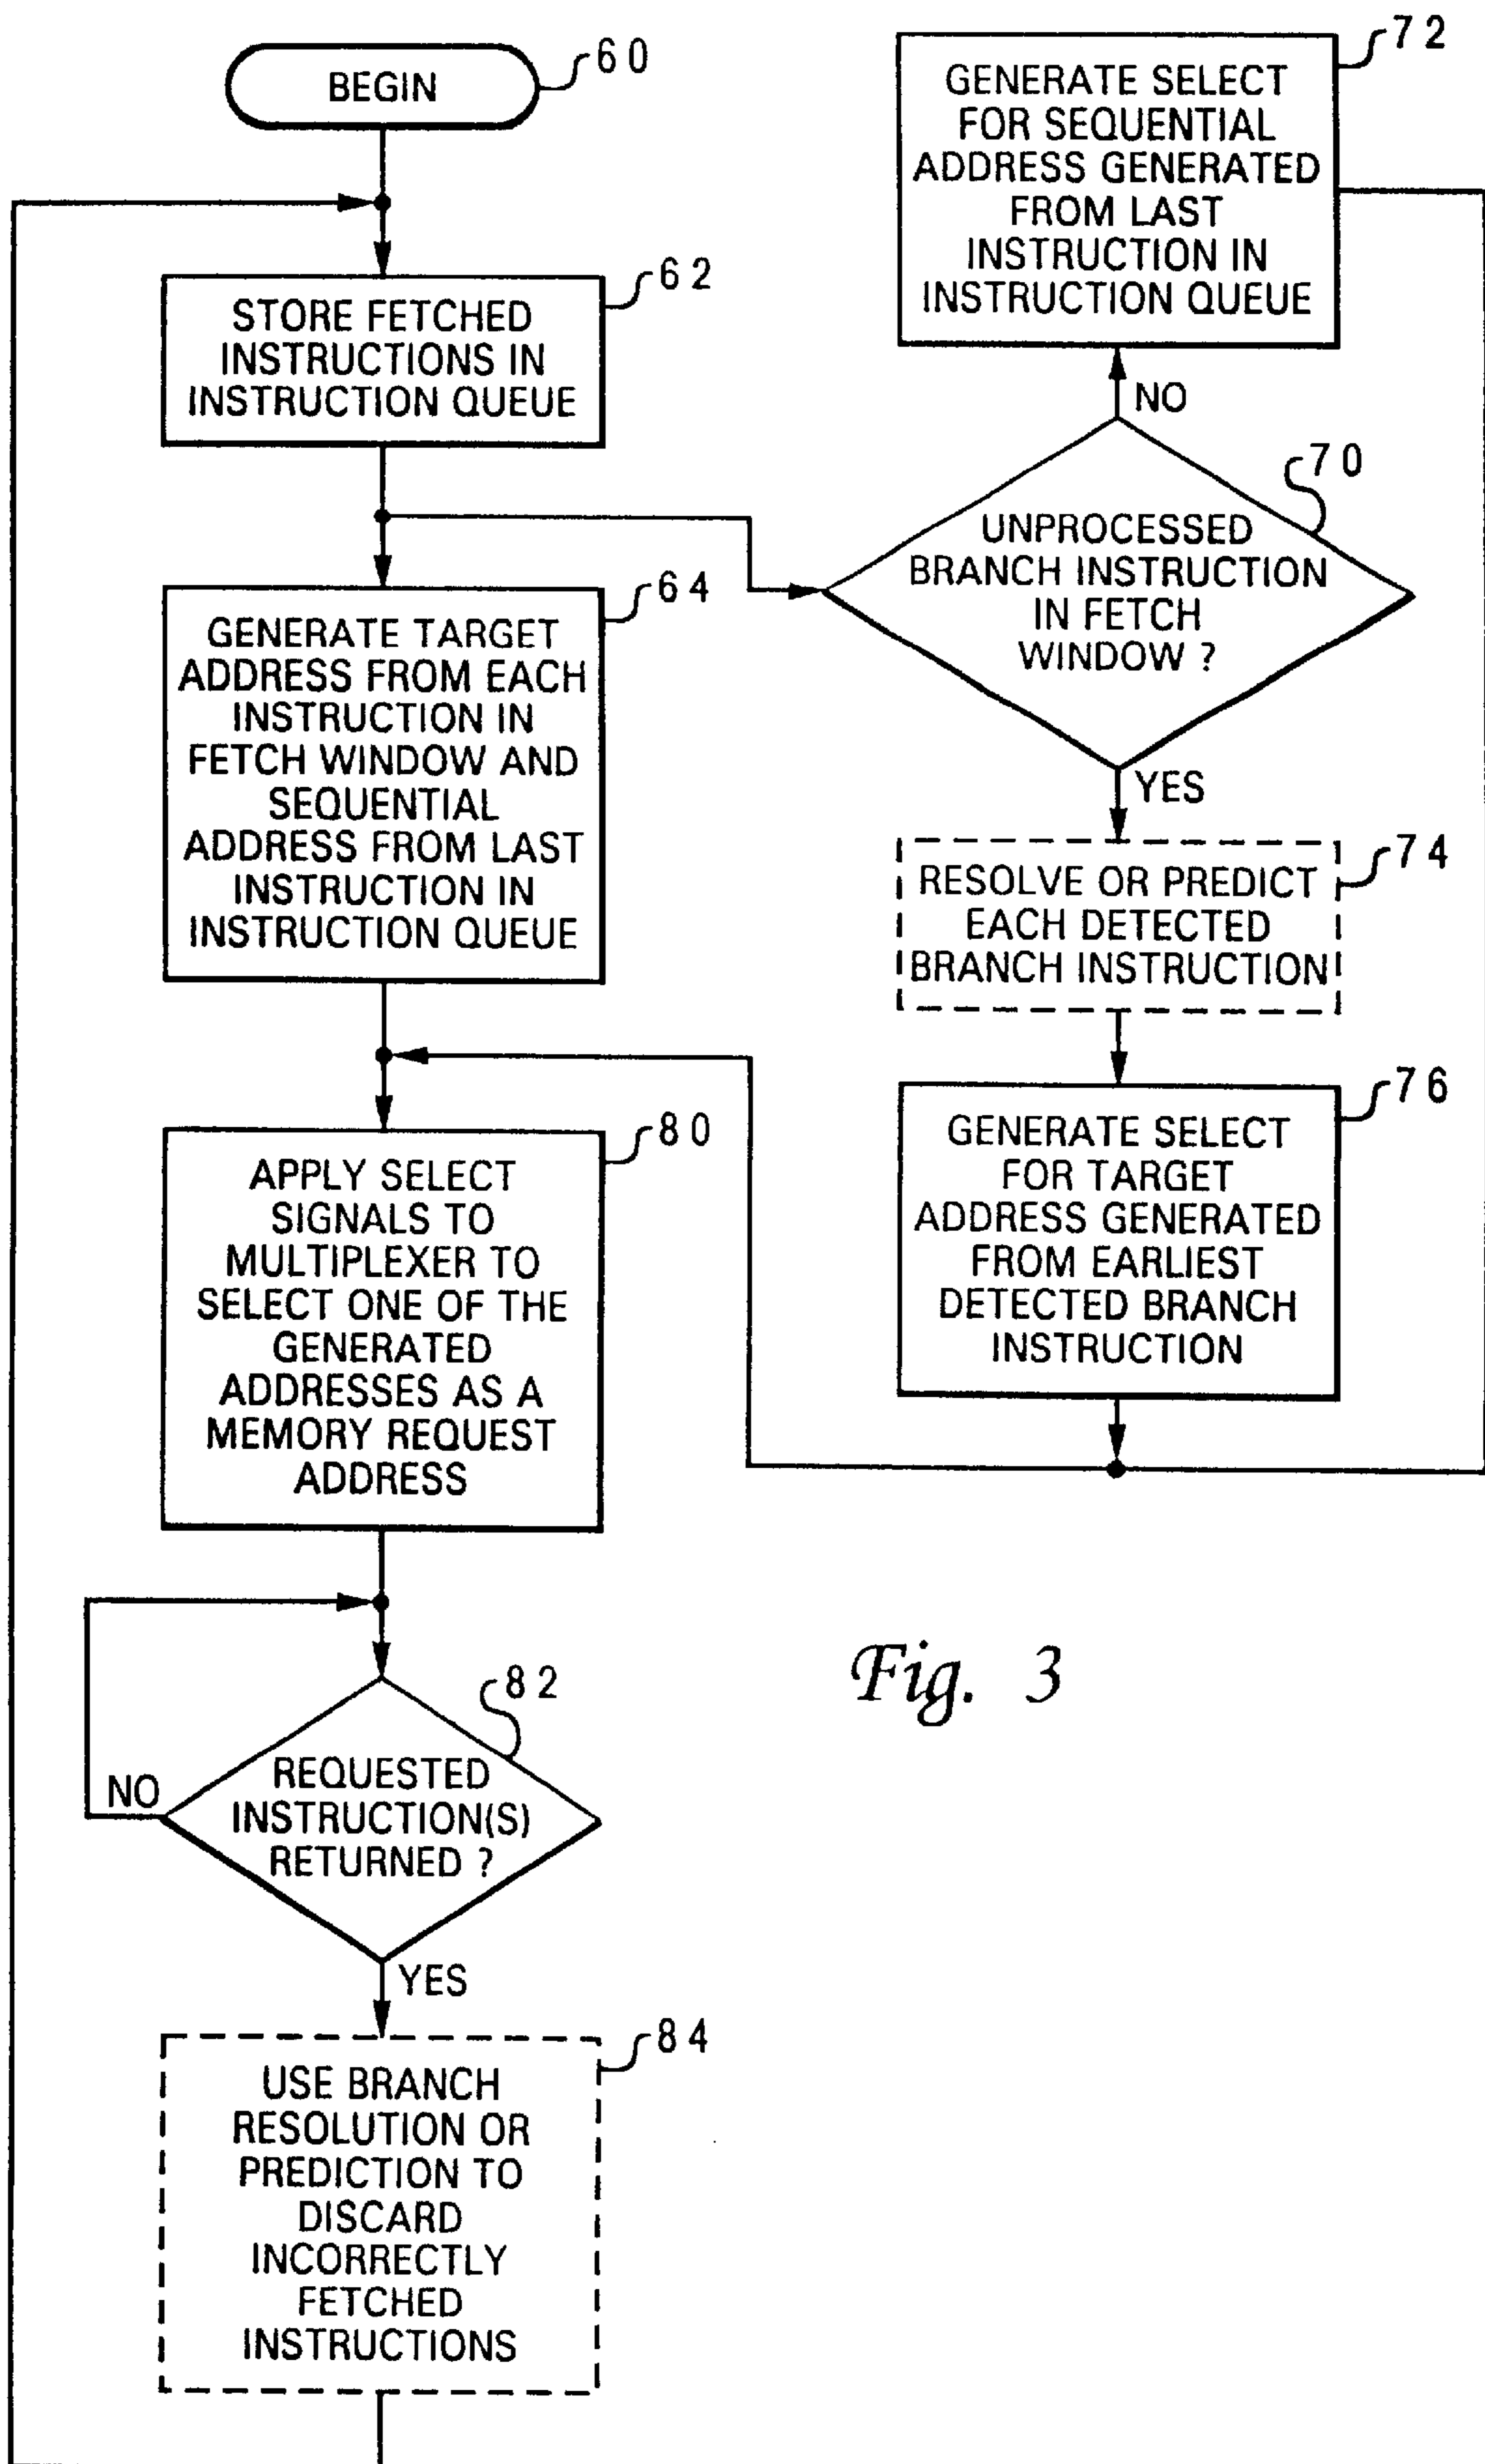 BEGIN
60
62
STORE FETCHED
INSTRUCTIONS IN
INSTRUCTION QUEUE
64
GENERATE TARGET
ADDRESS FROM EACH
INSTRUCTION IN
FETCH WINDOW AND
SEQUENTIAL
ADDRESS FROM LAST
INSTRUCTION IN
INSTRUCTION QUEUE
72
GENERATE SELECT
FOR SEQUENTIAL
ADDRESS GENERATED
FROM LAST
INSTRUCTION IN
INSTRUCTION QUEUE
NO
70
UNPROCESSED
BRANCH INSTRUCTION
IN FETCH
WINDOW ?
YES
74
RESOLVE OR PREDICT
EACH DETECTED
BRANCH INSTRUCTION
76
GENERATE SELECT
FOR TARGET
ADDRESS GENERATED
FROM EARLIEST
DETECTED BRANCH
INSTRUCTION
80
APPLY SELECT
SIGNALS TO
MULTIPLEXER TO
SELECT ONE OF THE
GENERATED
ADDRESSES AS A
MEMORY REQUEST
ADDRESS
82
REQUESTED
INSTRUCTION(S)
RETURNED ?
NO
YES
84
USE BRANCH
RESOLUTION OR
PREDICTION TO
DISCARD
INCORRECTLY
FETCHED
INSTRUCTIONS
Fig. 3